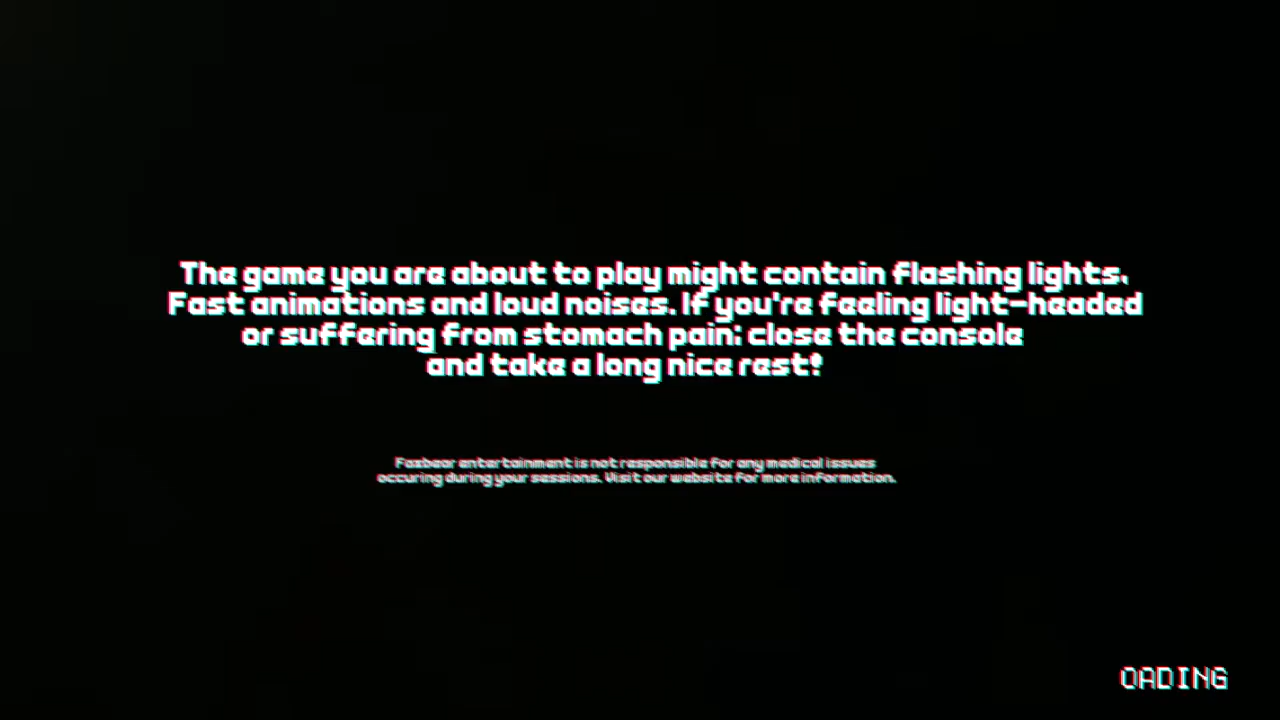 The game you are about to play might contain flashing lights.
Fast animations and loud noises. If you're feeling light-headed
or suffering from stomach pain: close the console
and take a long nice rest!
Foxbear entertainment is not responsible for any medical issues
occuring during your sessions. Visit our website for more information.
OADING